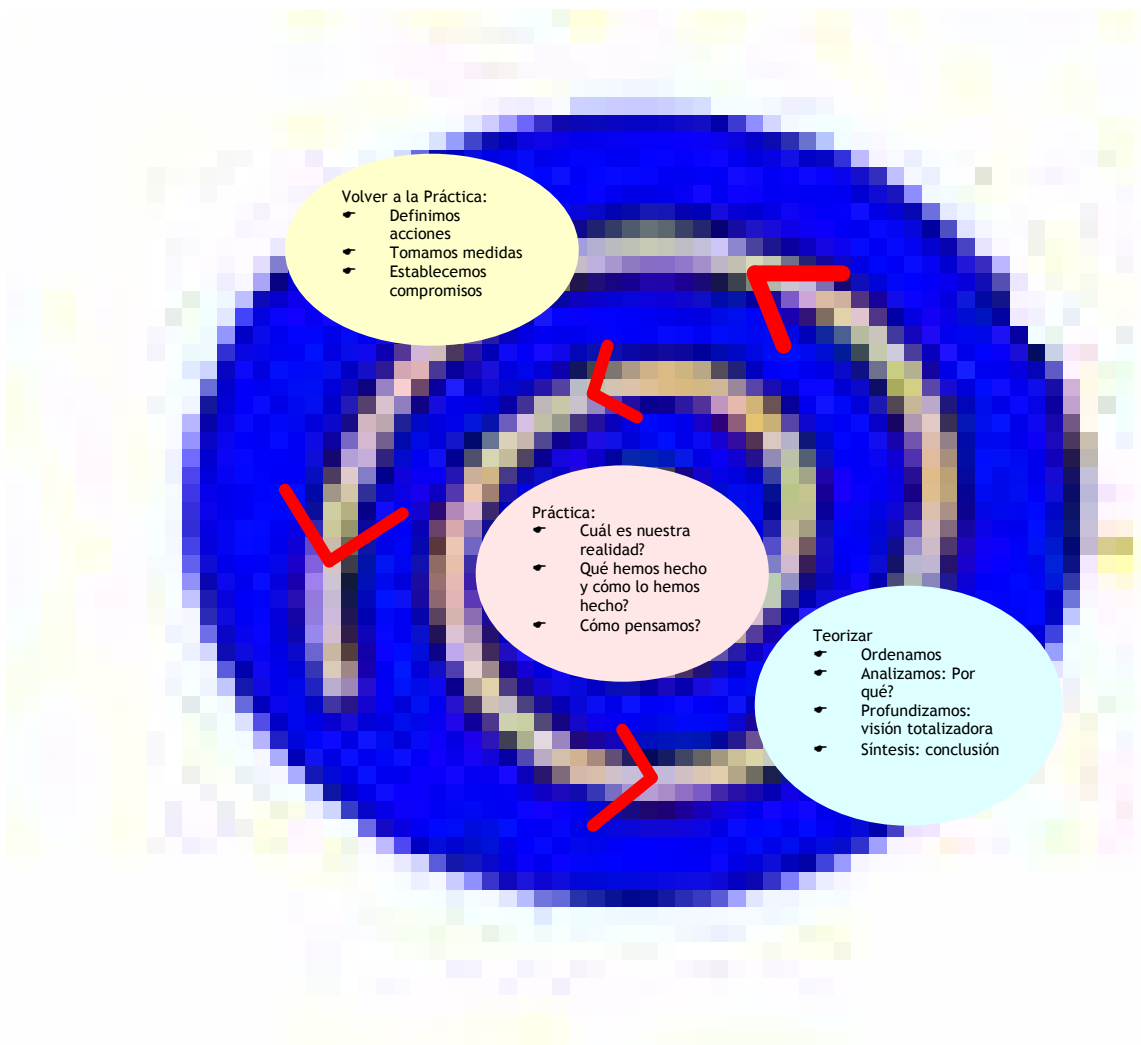 Volver a la Práctica:
☛ Definimos
acciones
☛ Tomamos medidas
☛ Establecemos
compromisos
Práctica:
☛ Cuál es nuestra
realidad?
☛ Qué hemos hecho
y cómo lo hemos
hecho?
☛ Cómo pensamos?
Teorizar
☛ Ordenamos
☛ Analizamos: Por
qué?
☛ Profundizamos:
visión totalizadora
☛ Síntesis: conclusión